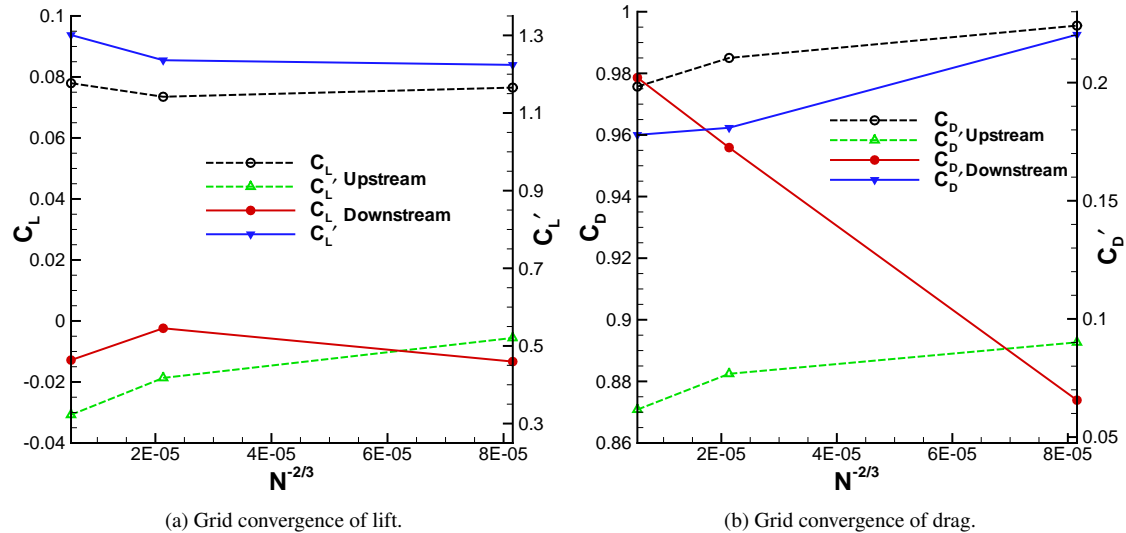 0.1
0.08
0.06
0.04
0.02
0
-0.02
-0.04
C_L
1.3
1.1
0.9
0.7
0.5
0.3
C_L'
C_L
C_L' Upstream
C_L Downstream
C_L'
2E-05 4E-05 6E-05 8E-05
N^-2/3
(a) Grid convergence of lift.
1
0.98
0.96
0.94
0.92
0.9
0.88
0.86
C_D
0.2
0.1
0.05
C_D'
C_D
C_D' Upstream
C_D Downstream
C_D'
2E-05 4E-05 6E-05 8E-05
N^-2/3
(b) Grid convergence of drag.